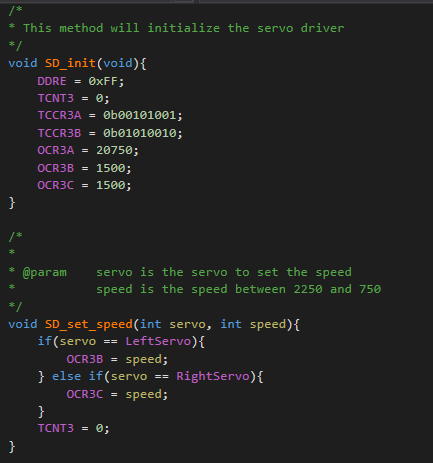 /*
* This method will initialize the servo driver
*/
void SD_init(void){
    DDRE = 0xFF;
    TCNT3 = 0;
    TCCR3A = 0b00101001;
    TCCR3B = 0b01010010;
    OCR3A = 20750;
    OCR3B = 1500;
    OCR3C = 1500;
}
/*
*
* @param    servo is the servo to set the speed
*           speed is the speed between 2250 and 750
*/
void SD_set_speed(int servo, int speed){
    if(servo == LeftServo){
        OCR3B = speed;
    } else if(servo == RightServo){
        OCR3C = speed;
    }
    TCNT3 = 0;
}